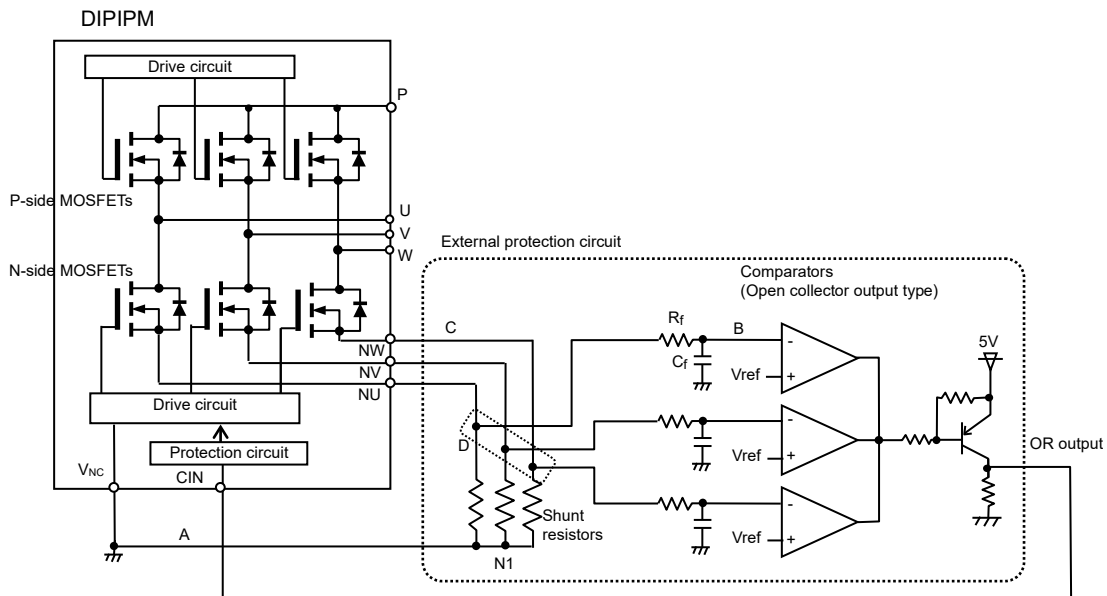 DIPIPM
Drive circuit
P
P-side MOSFETs
U
V
W
N-side MOSFETs
External protection circuit
Comparators
(Open collector output type)
C
Rf
B
-
5V
Cf
NW
Vref
+
NV
NU
Drive circuit
-
D
OR output
Protection circuit
Vref
+
VNC
CIN
-
Shunt
resistors
A
Vref
+
N1